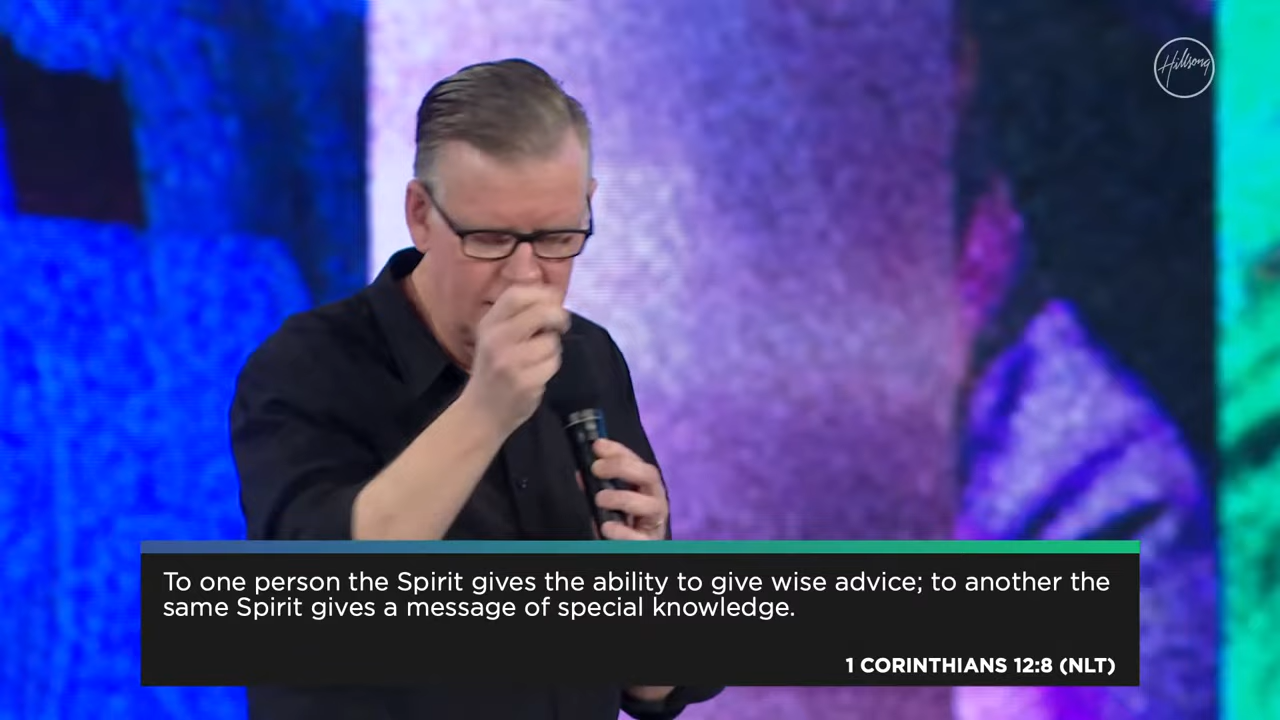 Hillsong
To one person the Spirit gives the ability to give wise advice; to another the
same Spirit gives a message of special knowledge.
1 CORINTHIANS 12:8 (NLT)